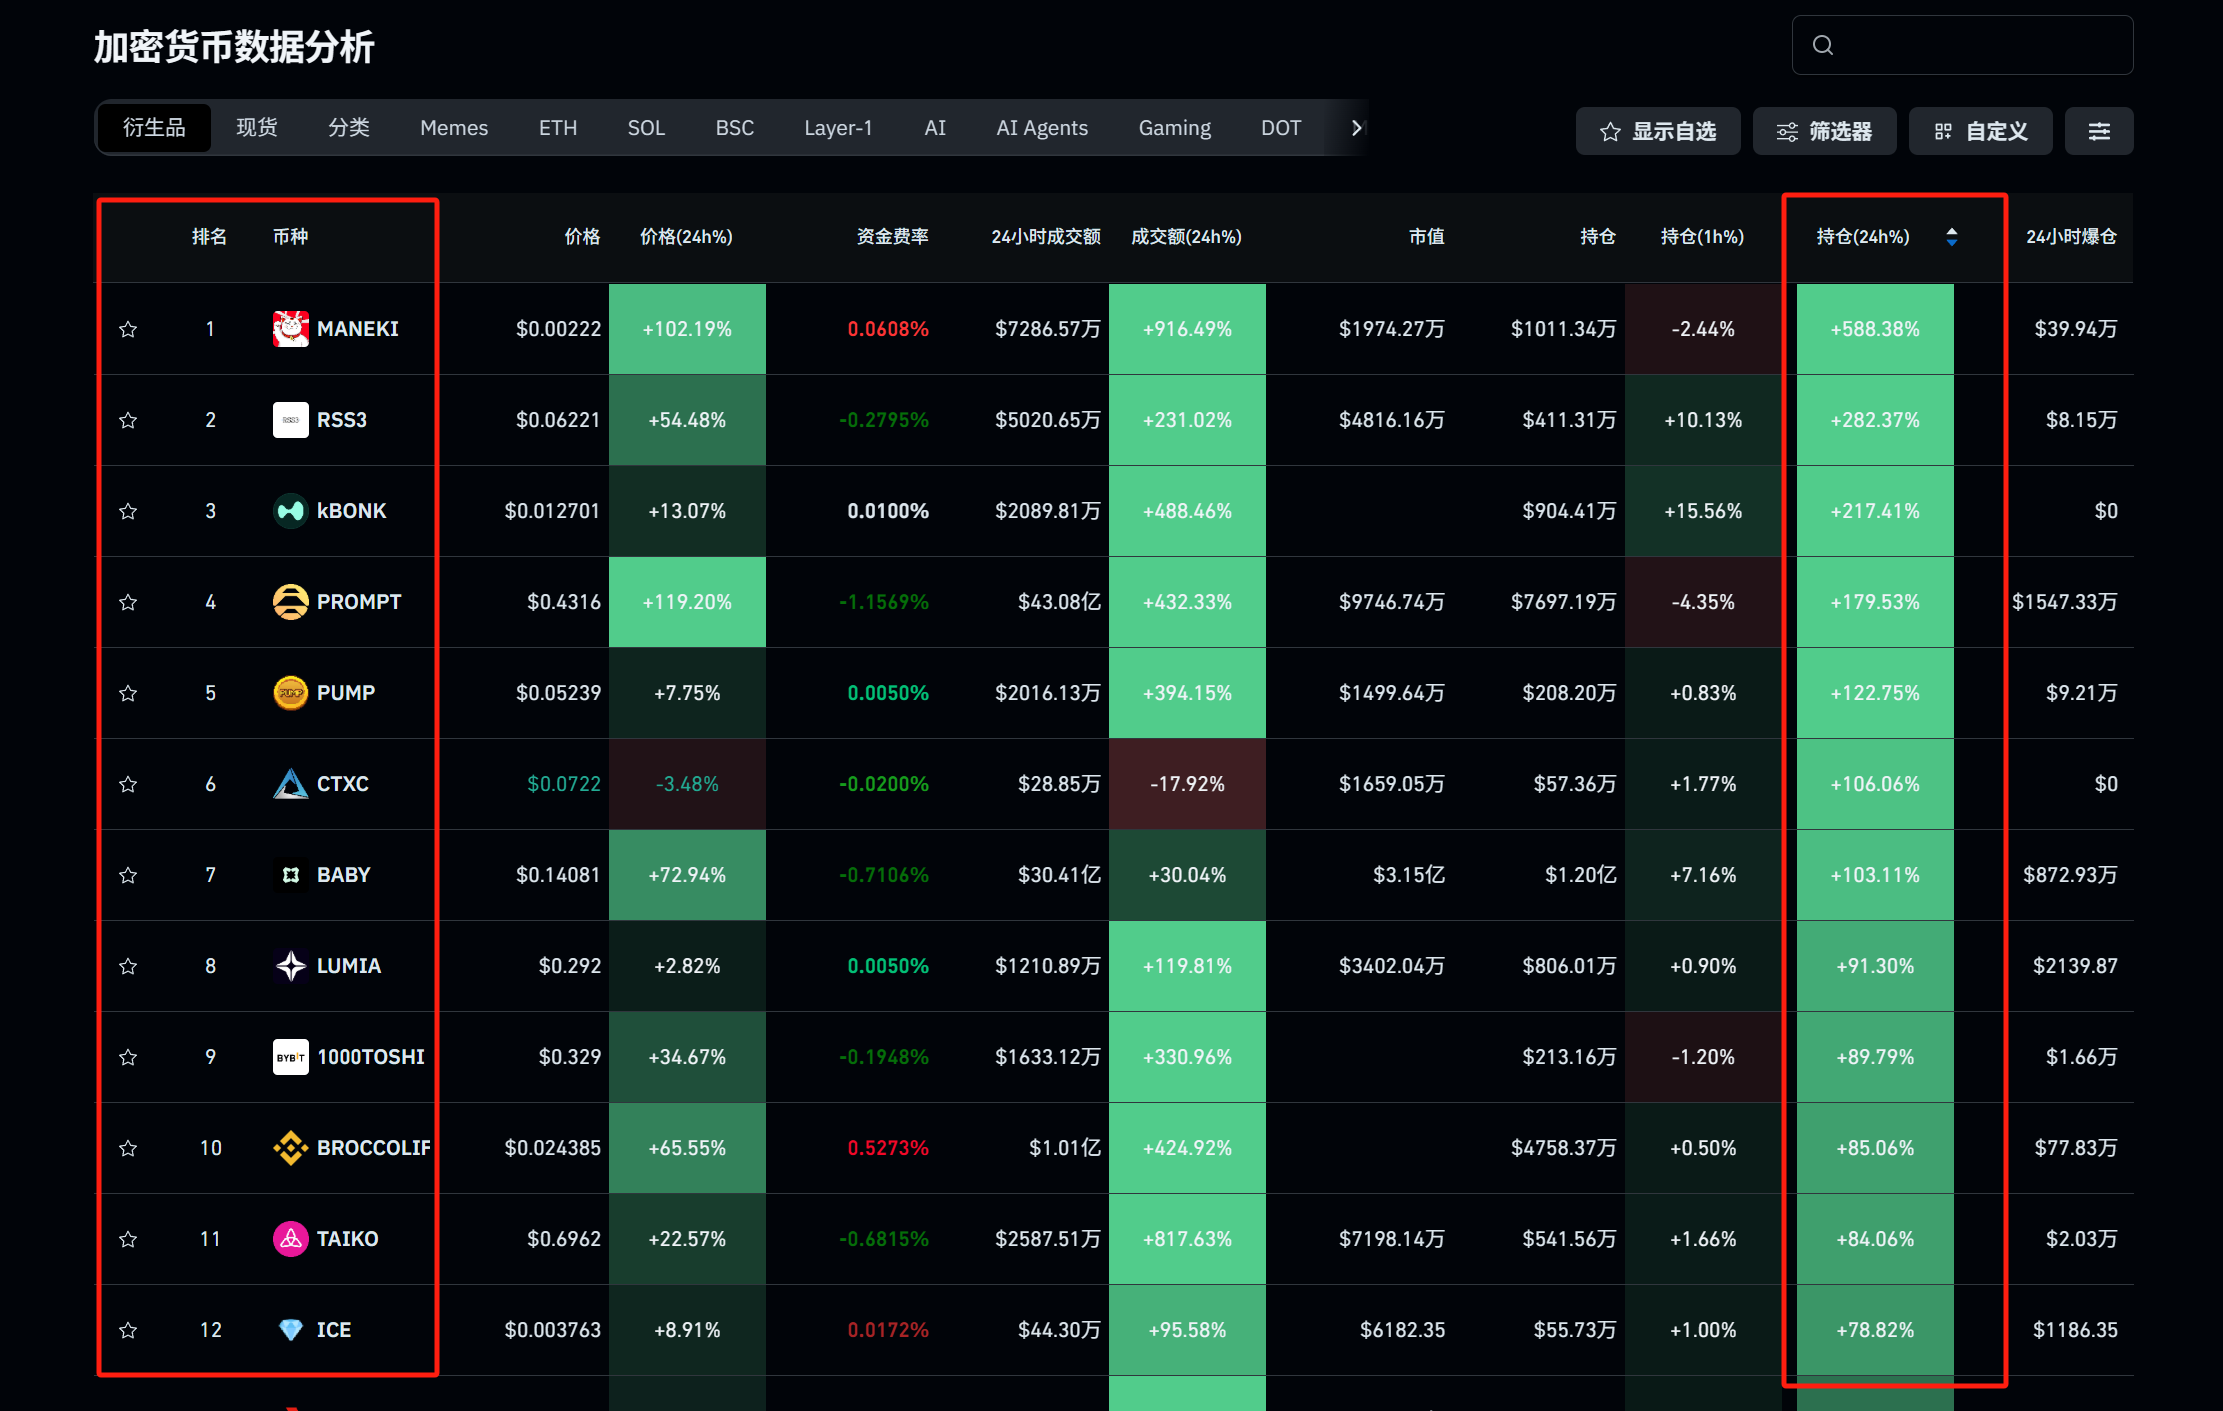 加密货币数据分析
衍生品 现货 分类 Memes ETH SOL BSC Layer-1 AI AI Agents Gaming DOT 显示自选 筛选器 自定义
排名 币种 价格 价格(24h%) 资金费率 24小时成交额 成交额(24h%) 市值 持仓 持仓(1h%) 持仓(24h%) 24小时爆仓
1 MANEKI $0.00222 +102.19% 0.0608% $7286.57万 +916.49% $1974.27万 $1011.34万 -2.44% +588.38% $39.94万
2 RSS3 RSS3 $0.06221 +54.48% -0.2795% $5020.65万 +231.02% $4816.16万 $411.31万 +10.13% +282.37% $8.15万
3 kBONK $0.012701 +13.07% 0.0100% $2089.81万 +488.46% $904.41万 +15.56% +217.41% $0
4 PROMPT $0.4316 +119.20% -1.1569% $43.08亿 +432.33% $9746.74万 $7697.19万 -4.35% +179.53% $1547.33万
5 PUMP PUMP $0.05239 +7.75% 0.0050% $2016.13万 +394.15% $1499.64万 $208.20万 +0.83% +122.75% $9.21万
6 CTXC $0.0722 -3.48% -0.0200% $28.85万 -17.92% $1659.05万 $57.36万 +1.77% +106.06% $0
7 BABY $0.14081 +72.94% -0.7106% $30.41亿 +30.04% $3.15亿 $1.20亿 +7.16% +103.11% $872.93万
8 LUMIA $0.292 +2.82% 0.0050% $1210.89万 +119.81% $3402.04万 $806.01万 +0.90% +91.30% $2139.87
9 BYBIT 1000TOSHI $0.329 +34.67% -0.1948% $1633.12万 +330.96% $213.16万 -1.20% +89.79% $1.66万
10 BROCCOLIF $0.024385 +65.55% 0.5273% $1.01亿 +424.92% $4758.37万 +0.50% +85.06% $77.83万
11 TAIKO $0.6962 +22.57% -0.6815% $2587.51万 +817.63% $7198.14万 $541.56万 +1.66% +84.06% $2.03万
12 ICE $0.003763 +8.91% 0.0172% $44.30万 +95.58% $6182.35 $55.73万 +1.00% +78.82% $1186.35